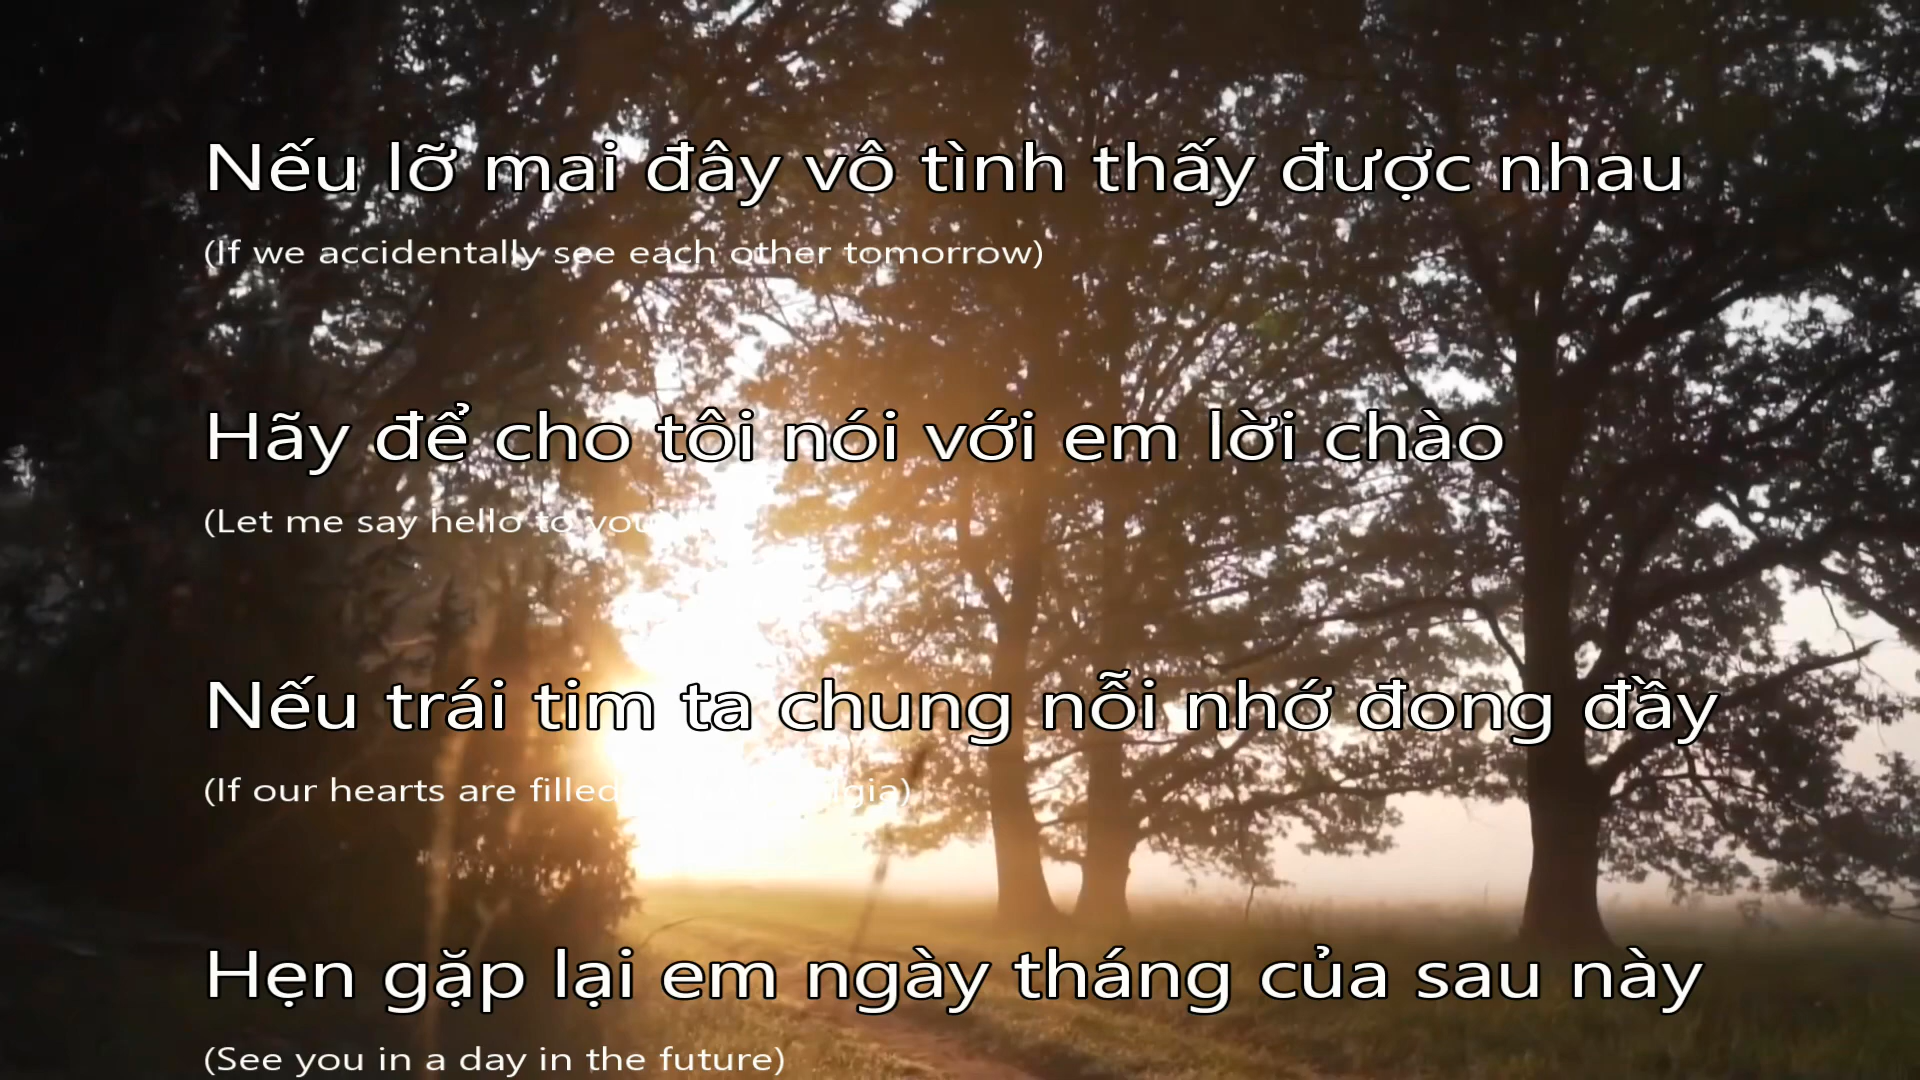 Nếu lỡ mai đây vô tình thấy được nhau
(If we accidentally see each other tomorrow)
Hãy để cho tôi nói với em lời chào
(Let me say hello to you)
Nếu trái tim ta chung nỗi nhớ đong đầy
(If our hearts are filled
Hẹn gặp lại em ngày tháng của sau này
(See you in a day in the future)